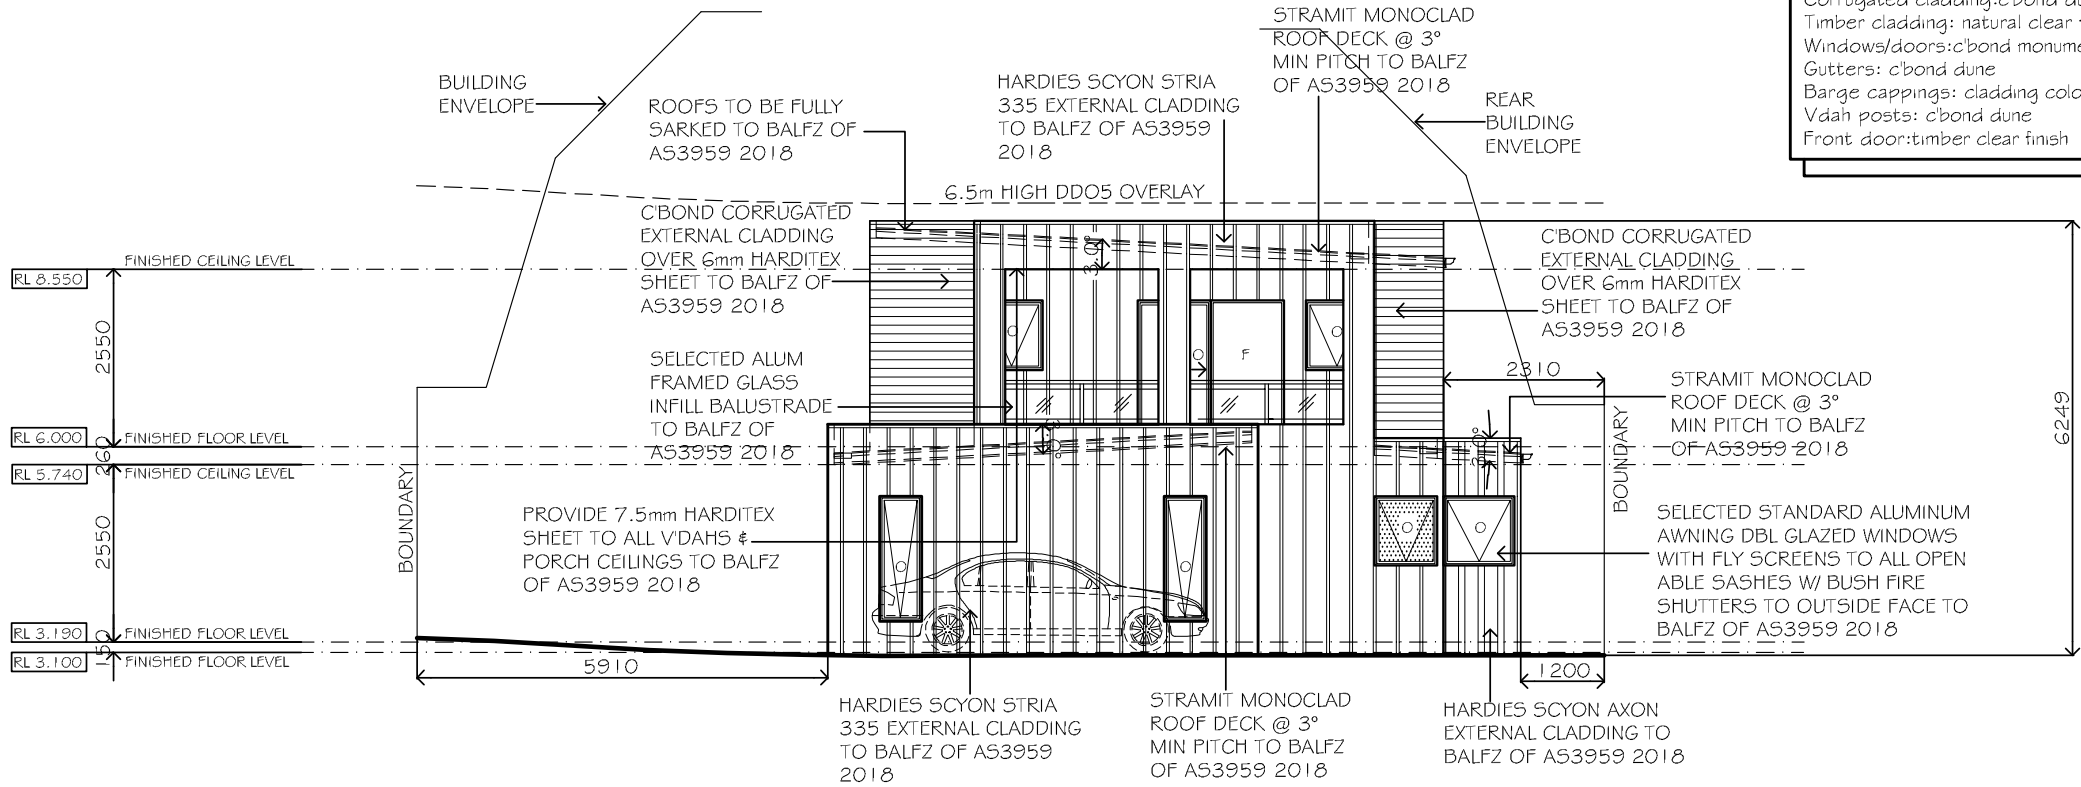 STRAMIT MONOCLAD
ROOF DECK @ 3°
MIN PITCH TO BALFZ
OF AS3959 2018
Timber cladding: natural clear
Windows/doors:c'bond
Gutters: c'bond dune
Barge cappings: cladding
Vdah posts: c'bond dune
Front door:timber clear finish
BUILDING
ENVELOPE
ROOFS TO BE FULLY
SARKED TO BALFZ OF
AS3959 2018
HARDIES SCYON STRIA
335 EXTERNAL CLADDING
TO BALFZ OF AS3959
2018
REAR
BUILDING
ENVELOPE
6.5m HIGH DDO5 OVERLAY
C'BOND CORRUGATED
EXTERNAL CLADDING
OVER 6mm HARDITEX
SHEET TO BALFZ OF
AS3959 2018
C'BOND CORRUGATED
EXTERNAL CLADDING
OVER 6mm HARDITEX
SHEET TO BALFZ OF
AS3959 2018
3.0°
F
RL 8.550
FINISHED CEILING LEVEL
2550
RL 6.000
FINISHED FLOOR LEVEL
260
RL 5.740
FINISHED CEILING LEVEL
2550
RL 3.190
FINISHED FLOOR LEVEL
150
RL 3.100
FINISHED FLOOR LEVEL
SELECTED ALUM
FRAMED GLASS
INFILL BALUSTRADE
TO BALFZ OF
AS3959 2018
2310
STRAMIT MONOCLAD
ROOF DECK @ 3°
MIN PITCH TO BALFZ
OF AS3959 2018
3.0°
6249
BOUNDARY
BOUNDARY
PROVIDE 7.5mm HARDITEX
SHEET TO ALL V'DAHS &
PORCH CEILINGS TO BALFZ
OF AS3959 2018
SELECTED STANDARD ALUMINUM
AWNING DBL GLAZED WINDOWS
WITH FLY SCREENS TO ALL OPEN
ABLE SASHES W/ BUSH FIRE
SHUTTERS TO OUTSIDE FACE TO
BALFZ OF AS3959 2018
5910
1200
HARDIES SCYON STRIA
335 EXTERNAL CLADDING
TO BALFZ OF AS3959
2018
STRAMIT MONOCLAD
ROOF DECK @ 3°
MIN PITCH TO BALFZ
OF AS3959 2018
HARDIES SCYON AXON
EXTERNAL CLADDING TO
BALFZ OF AS3959 2018